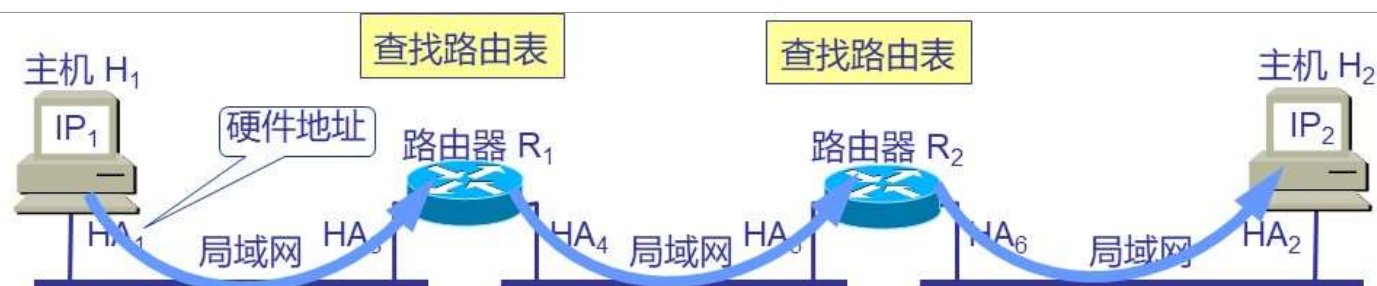 查找路由表
查找路由表
主机 H₁
主机 H₂
IP₁
硬件地址
IP₂
路由器 R₁
路由器 R₂
HA₁
局域网
HA₃
HA₄
局域网
HA₅
HA₆
局域网
HA₂